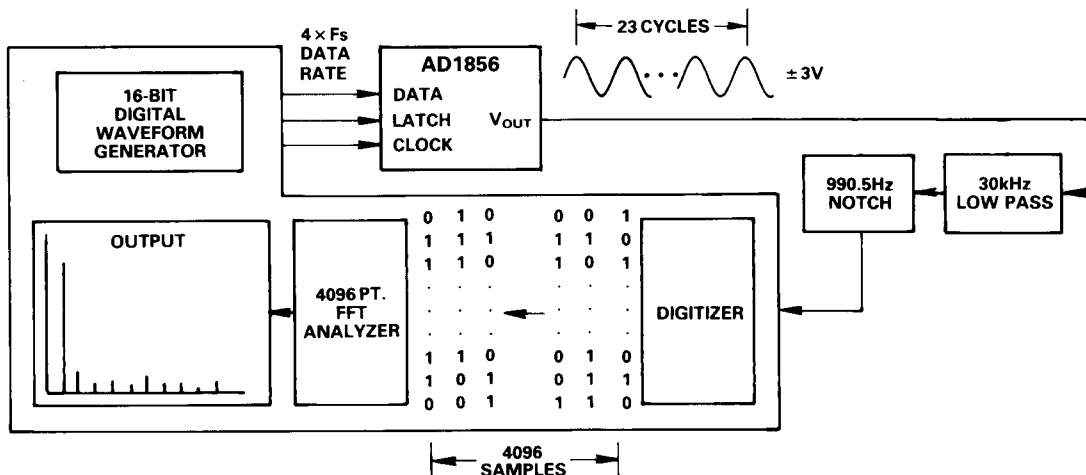 23 CYCLES
±3V
4 × Fs
DATA
RATE
AD1856
DATA
LATCH
CLOCK
VOUT
16-BIT
DIGITAL
WAVEFORM
GENERATOR
990.5Hz
NOTCH
30kHz
LOW PASS
OUTPUT
4096 PT.
FFT
ANALYZER
0 1 0 0 0 1
1 1 1 1 1 0
1 1 0 1 0 1
. . . . . .
. . . . . .
. . . . . .
1 1 0 0 1 0
1 0 1 0 1 1
0 0 1 1 1 0
DIGITIZER
4096
SAMPLES